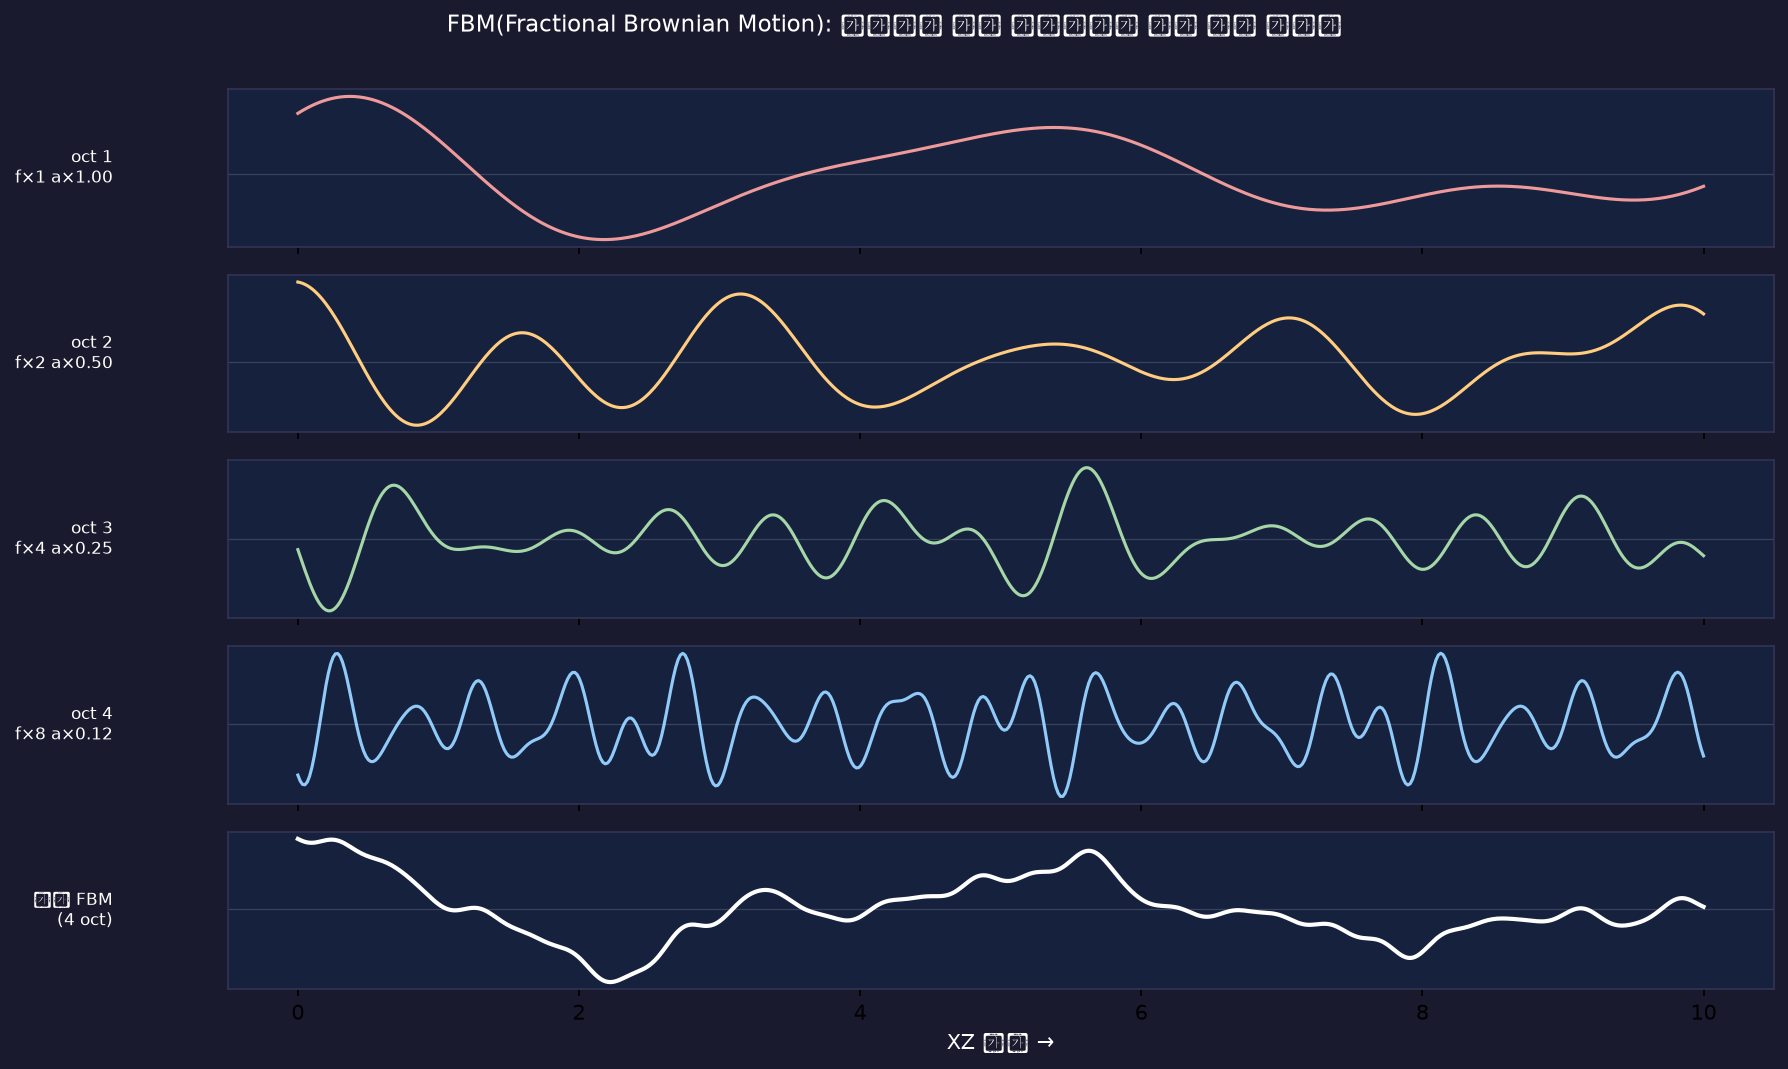 FBM(Fractional Brownian Motion):
oct 1
f×1 a×1.00
oct 2
f×2 a×0.50
oct 3
f×4 a×0.25
oct 4
f×8 a×0.12
FBM
(4 oct)
0 2 4 6 8 10
XZ →